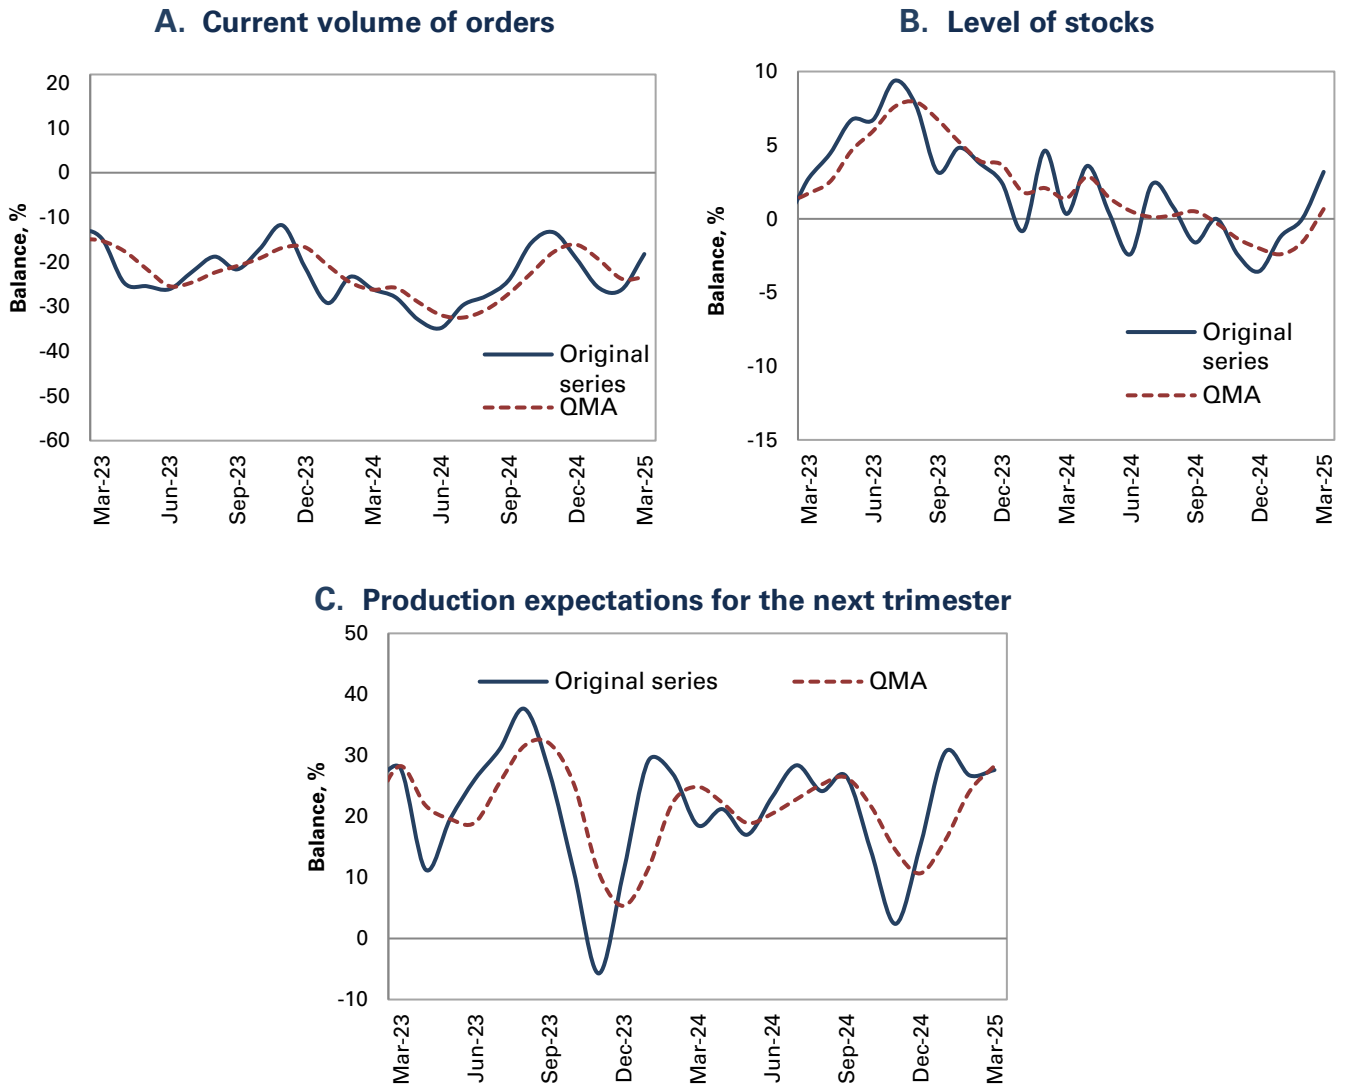 A. Current volume of orders
20
10
0
-10
-20
-30
-40
-50
-60
Balance, %
Original
series
QMA
Mar-23
Jun-23
Sep-23
Dec-23
Mar-24
Jun-24
Sep-24
Dec-24
Mar-25
B. Level of stocks
10
5
0
-5
-10
-15
Balance, %
Original
series
QMA
Mar-23
Jun-23
Sep-23
Dec-23
Mar-24
Jun-24
Sep-24
Dec-24
Mar-25
C. Production expectations for the next trimester
50
40
30
20
10
0
-10
Balance, %
Original series
QMA
Mar-23
Jun-23
Sep-23
Dec-23
Mar-24
Jun-24
Sep-24
Dec-24
Mar-25